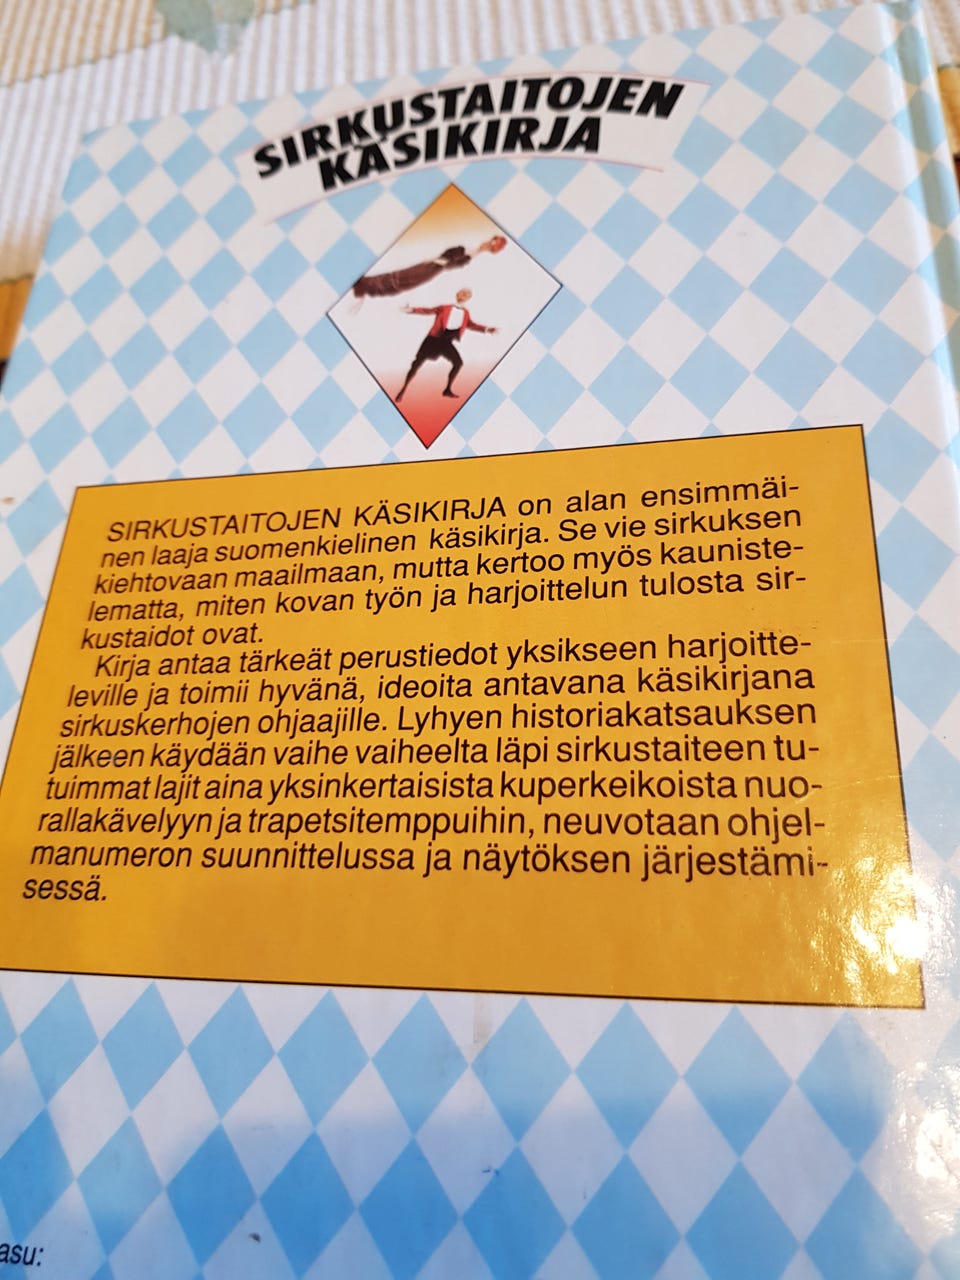 SIRKUSTAITOJEN
KÄSIKIRJA
SIRKUSTAITOJEN KÄSIKIRJA on alan ensimmäi-
nen laaja suomenkielinen käsikirja. Se vie sirkuksen
kiehtovaan maailmaan, mutta kertoo myös kauniste-
lematta, miten kovan työn ja harjoittelun tulosta sir-
kustaidot ovat.
Kirja antaa tärkeät perustiedot yksikseen harjoitte-
leville ja toimii hyvänä, ideoita antavana käsikirjana
sirkuskerhojen ohjaajille. Lyhyen historiakatsauksen
jälkeen käydään vaihe vaiheelta läpi sirkustaiteen tu-
tuimmat lajit aina yksinkertaisista kuperkeikoista nuo-
rallakävelyyn ja trapetsitemppuihin, neuvotaan ohjel-
manumeron suunnittelussa ja näytöksen järjestämi-
sessä.
asu: